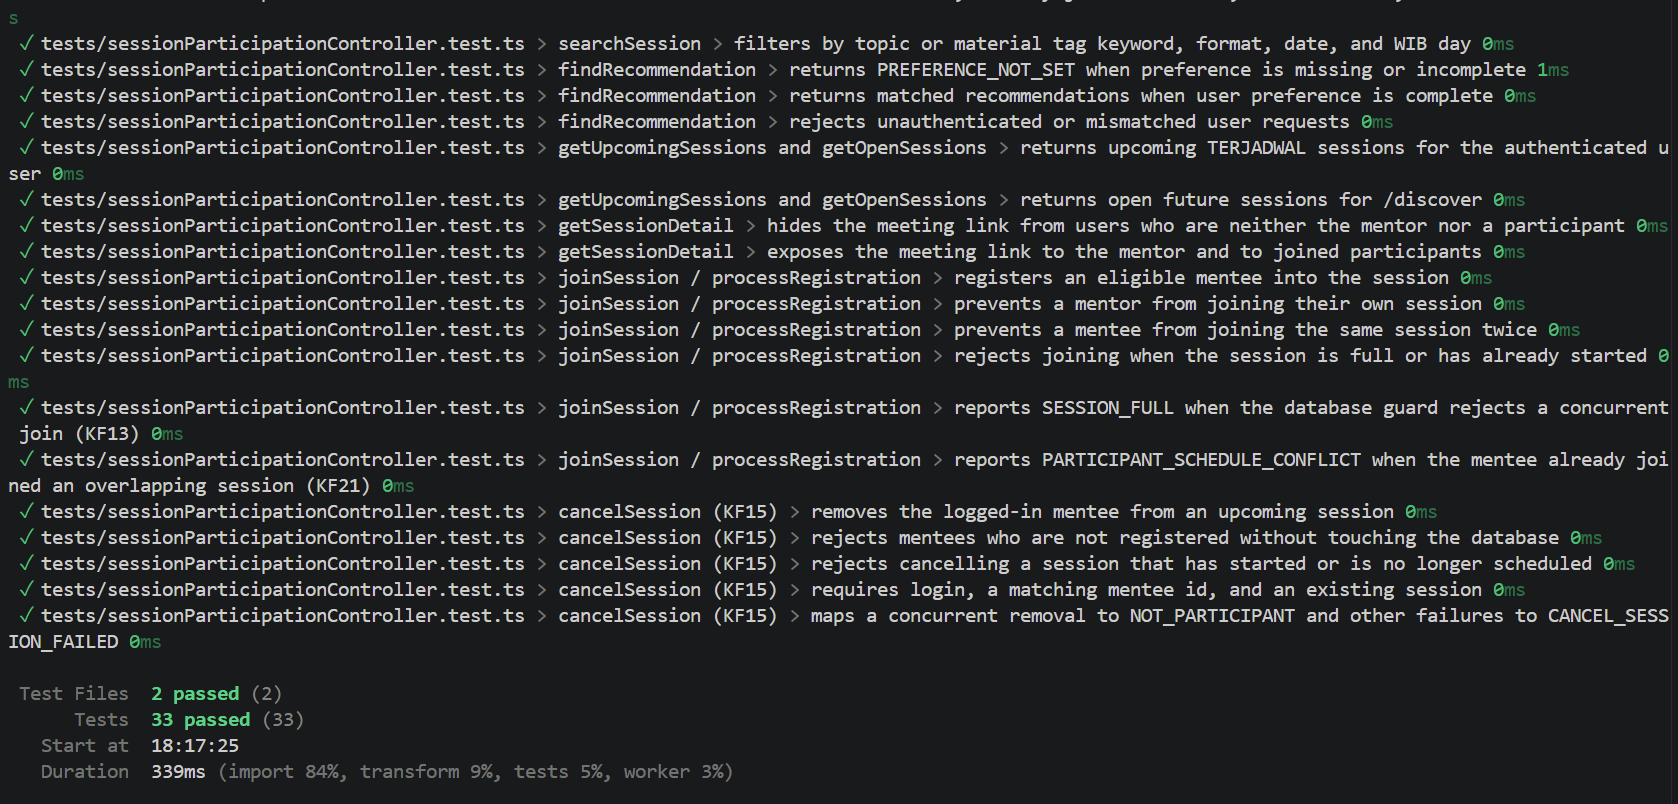 s
✓ tests/sessionParticipationController.test.ts > searchSession > filters by topic or material tag keyword, format, date, and WIB day 0ms
✓ tests/sessionParticipationController.test.ts > findRecommendation > returns PREFERENCE_NOT_SET when preference is missing or incomplete 1ms
✓ tests/sessionParticipationController.test.ts > findRecommendation > returns matched recommendations when user preference is complete 0ms
✓ tests/sessionParticipationController.test.ts > findRecommendation > rejects unauthenticated or mismatched user requests 0ms
✓ tests/sessionParticipationController.test.ts > getUpcomingSessions and getOpenSessions > returns upcoming TERJADWAL sessions for the authenticated u
ser 0ms
✓ tests/sessionParticipationController.test.ts > getUpcomingSessions and getOpenSessions > returns open future sessions for /discover 0ms
✓ tests/sessionParticipationController.test.ts > getSessionDetail > hides the meeting link from users who are neither the mentor nor a participant 0ms
✓ tests/sessionParticipationController.test.ts > getSessionDetail > exposes the meeting link to the mentor and to joined participants 0ms
✓ tests/sessionParticipationController.test.ts > joinSession / processRegistration > registers an eligible mentee into the session 0ms
✓ tests/sessionParticipationController.test.ts > joinSession / processRegistration > prevents a mentor from joining their own session 0ms
✓ tests/sessionParticipationController.test.ts > joinSession / processRegistration > prevents a mentee from joining the same session twice 0ms
✓ tests/sessionParticipationController.test.ts > joinSession / processRegistration > rejects joining when the session is full or has already started 0
ms
✓ tests/sessionParticipationController.test.ts > joinSession / processRegistration > reports SESSION_FULL when the database guard rejects a concurrent
join (KF13) 0ms
✓ tests/sessionParticipationController.test.ts > joinSession / processRegistration > reports PARTICIPANT_SCHEDULE_CONFLICT when the mentee already joi
ned an overlapping session (KF21) 0ms
✓ tests/sessionParticipationController.test.ts > cancelSession (KF15) > removes the logged-in mentee from an upcoming session 0ms
✓ tests/sessionParticipationController.test.ts > cancelSession (KF15) > rejects mentees who are not registered without touching the database 0ms
✓ tests/sessionParticipationController.test.ts > cancelSession (KF15) > rejects cancelling a session that has started or is no longer scheduled 0ms
✓ tests/sessionParticipationController.test.ts > cancelSession (KF15) > requires login, a matching mentee id, and an existing session 0ms
✓ tests/sessionParticipationController.test.ts > cancelSession (KF15) > maps a concurrent removal to NOT_PARTICIPANT and other failures to CANCEL_SESS
ION_FAILED 0ms
Test Files 2 passed (2)
Tests 33 passed (33)
Start at 18:17:25
Duration 339ms (import 84%, transform 9%, tests 5%, worker 3%)